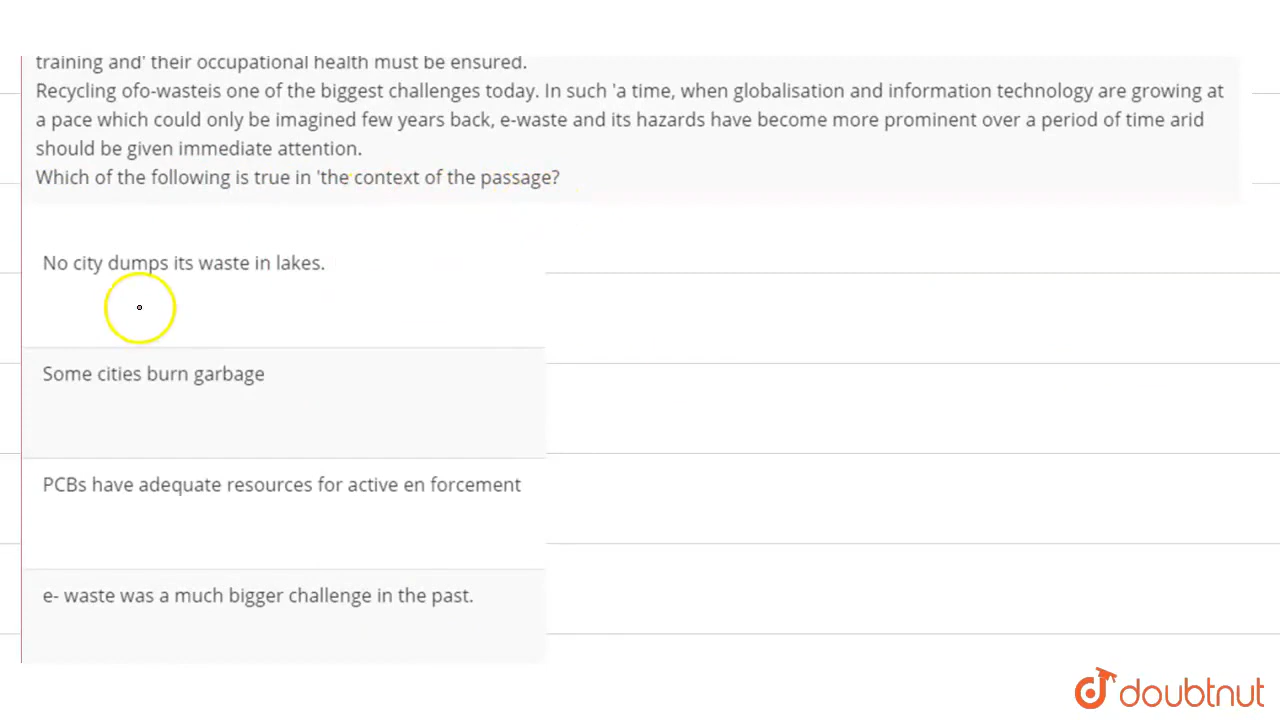 training and' their occupational health must be ensured.
Recycling ofo-wasteis one of the biggest challenges today. In such 'a time, when globalisation and information technology are growing at
a pace which could only be imagined few years back, e-waste and its hazards have become more prominent over a period of time arid
should be given immediate attention.
Which of the following is true in 'the context of the passage?
No city dumps its waste in lakes.
Some cities burn garbage
PCBs have adequate resources for active en forcement
e- waste was a much bigger challenge in the past.
doubtnut